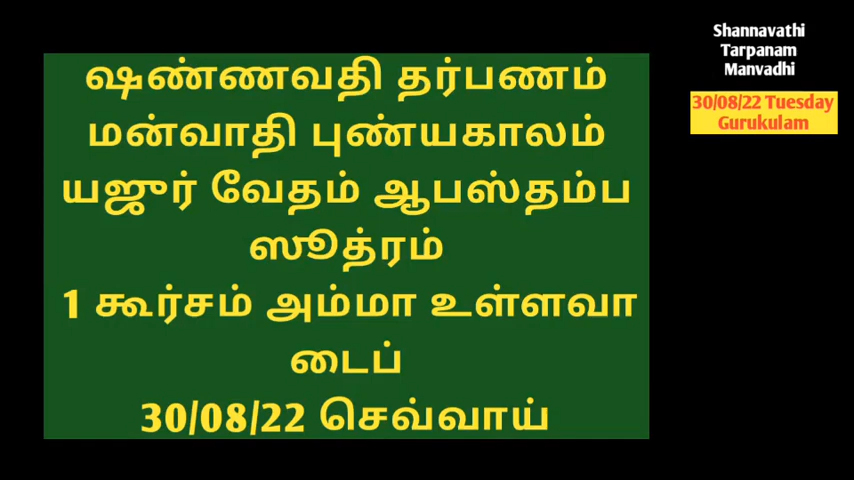 ஷண்ணவதி தர்பணம்
மன்வாதி புண்யகாலம்
யஜுர் வேதம் ஆபஸ்தம்ப
ஸூத்ரம்
1 கூர்சம் அம்மா உள்ளவா
டைப்
30/08/22 செவ்வாய்
Shannavathi
Tarpanam
Manvadhi
30/08/22 Tuesday
Gurukulam